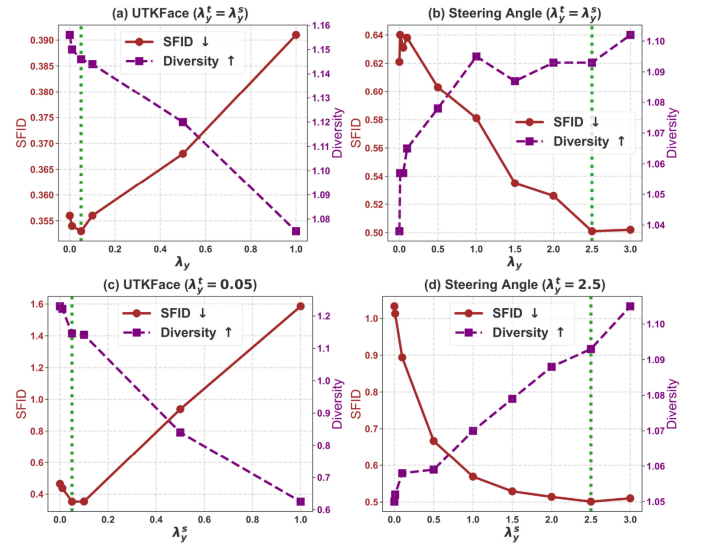 (a) UTKFace (λ_y^t = λ_y^s)
SFID ↓
Diversity ↑
SFID
0.390
0.385
0.380
0.375
0.370
0.365
0.360
0.355
Diversity
1.16
1.15
1.14
1.13
1.12
1.11
1.10
1.09
1.08
0.0 0.2 0.4 0.6 0.8 1.0
λ_y
(b) Steering Angle (λ_y^t = λ_y^s)
SFID ↓
Diversity ↑
SFID
0.64
0.62
0.60
0.58
0.56
0.54
0.52
0.50
Diversity
1.10
1.09
1.08
1.07
1.06
1.05
1.04
0.0 0.5 1.0 1.5 2.0 2.5 3.0
λ_y
(c) UTKFace (λ_y^t = 0.05)
SFID ↓
Diversity ↑
SFID
1.6
1.4
1.2
1.0
0.8
0.6
0.4
Diversity
1.2
1.1
1.0
0.9
0.8
0.7
0.6
0.0 0.2 0.4 0.6 0.8 1.0
λ_y^s
(d) Steering Angle (λ_y^t = 2.5)
SFID ↓
Diversity ↑
SFID
1.0
0.9
0.8
0.7
0.6
0.5
Diversity
1.10
1.09
1.08
1.07
1.06
1.05
0.0 0.5 1.0 1.5 2.0 2.5 3.0
λ_y^s